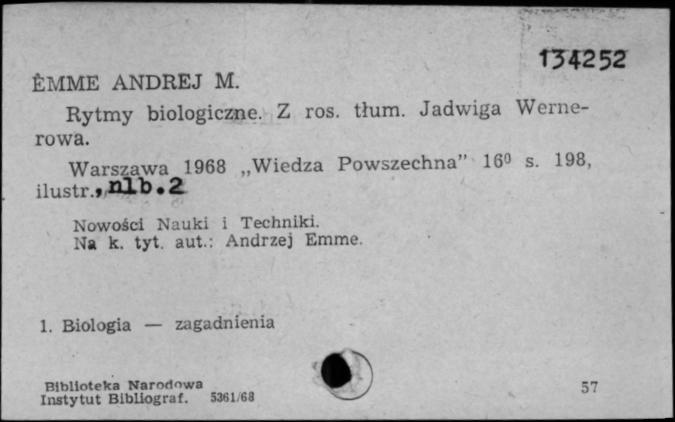 134252
ÈMME ANDREJ M.
Rytmy biologiczne. Z ros. tłum. Jadwiga Werne-
rowa.
Warszawa 1968 „Wiedza Powszechna" 16⁰ s. 198,
ilustr., nlb. 2
Nowości Nauki i Techniki.
Na k. tyt. aut.: Andrzej Emme.
1. Biologia — zagadnienia
Biblioteka Narodowa
Instytut Bibliograf. 5361/68
57